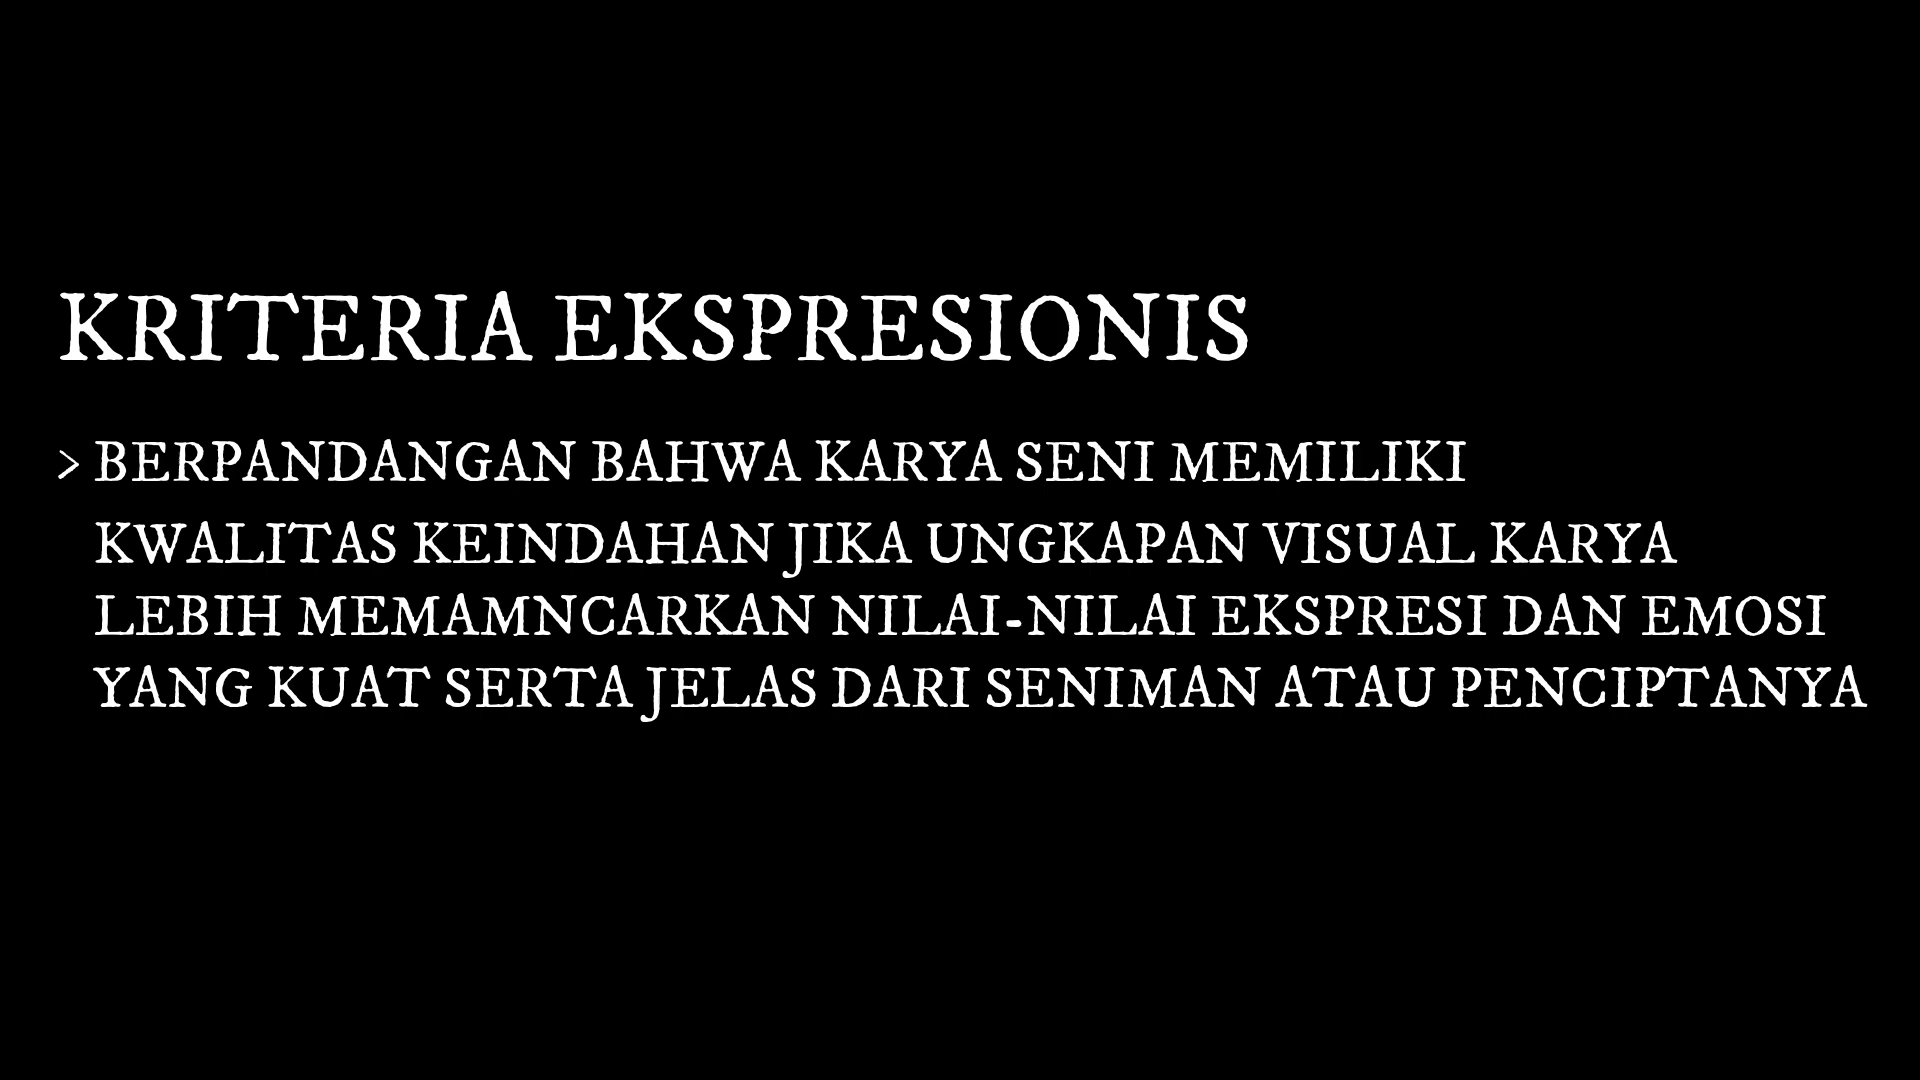 KRITERIA EKSPRESIONIS
> BERPANDANGAN BAHWA KARYA SENI MEMILIKI
KWALITAS KEINDAHAN JIKA UNGKAPAN VISUAL KARYA
LEBIH MEMAMNCARKAN NILAI-NILAI EKSPRESI DAN EMOSI
YANG KUAT SERTA JELAS DARI SENIMAN ATAU PENCIPTANYA